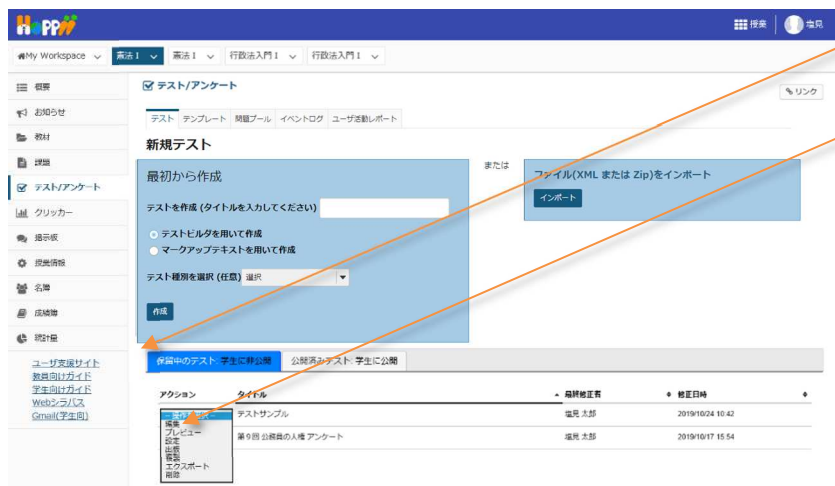 HoPPii
授業
塩見
My Workspace
憲法1
憲法1
行政法入門1
行政法入門1
概要
お知らせ
教材
課題
テスト/アンケート
クリッカー
掲示板
授業情報
名簿
成績簿
統計量
ユーザ支援サイト
教員向けガイド
学生向けガイド
Webシラバス
Gmail(学生向)
テスト/アンケート
リンク
テスト テンプレート 問題プール イベントログ ユーザ活動レポート
新規テスト
最初から作成
テストを作成 (タイトルを入力してください)
テストビルダを用いて作成
マークアップテキストを用いて作成
テスト種別を選択 (任意) 選択
作成
または
ファイル(XML または Zip)をインポート
インポート
保留中のテスト: 学生に非公開
公開済みテスト: 学生に公開
アクション タイトル 最終修正者 修正日時
テストサンプル 塩見 太郎 2019/10/24 10:42
第9回 公務員の人権 アンケート 塩見 太郎 2019/10/17 15:54
編集
プレビュー
設定
出版
複製
エクスポート
削除